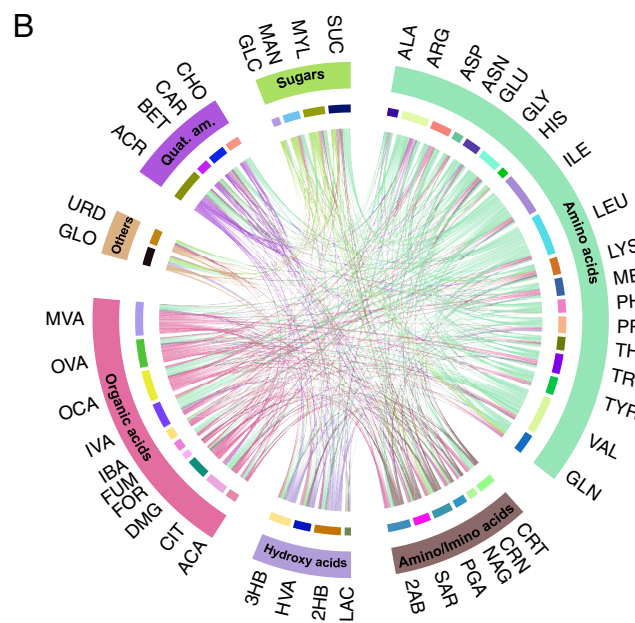 B
GLC
MAN
MYL
SUC
Sugars
ALA
ARG
ASP
ASN
GLU
GLY
HIS
ILE
LEU
LYS
ME
PH
PR
TH
TR
TYR
VAL
GLN
Amino acids
CRT
CRN
NAG
PGA
SAR
2AB
Amino/Imino acids
LAC
2HB
HVA
3HB
Hydroxy acids
ACA
CIT
DMG
FOR
FUM
IBA
IVA
OCA
OVA
MVA
Organic acids
GLO
URD
Others
ACR
BET
CAR
CHO
Quat. am.